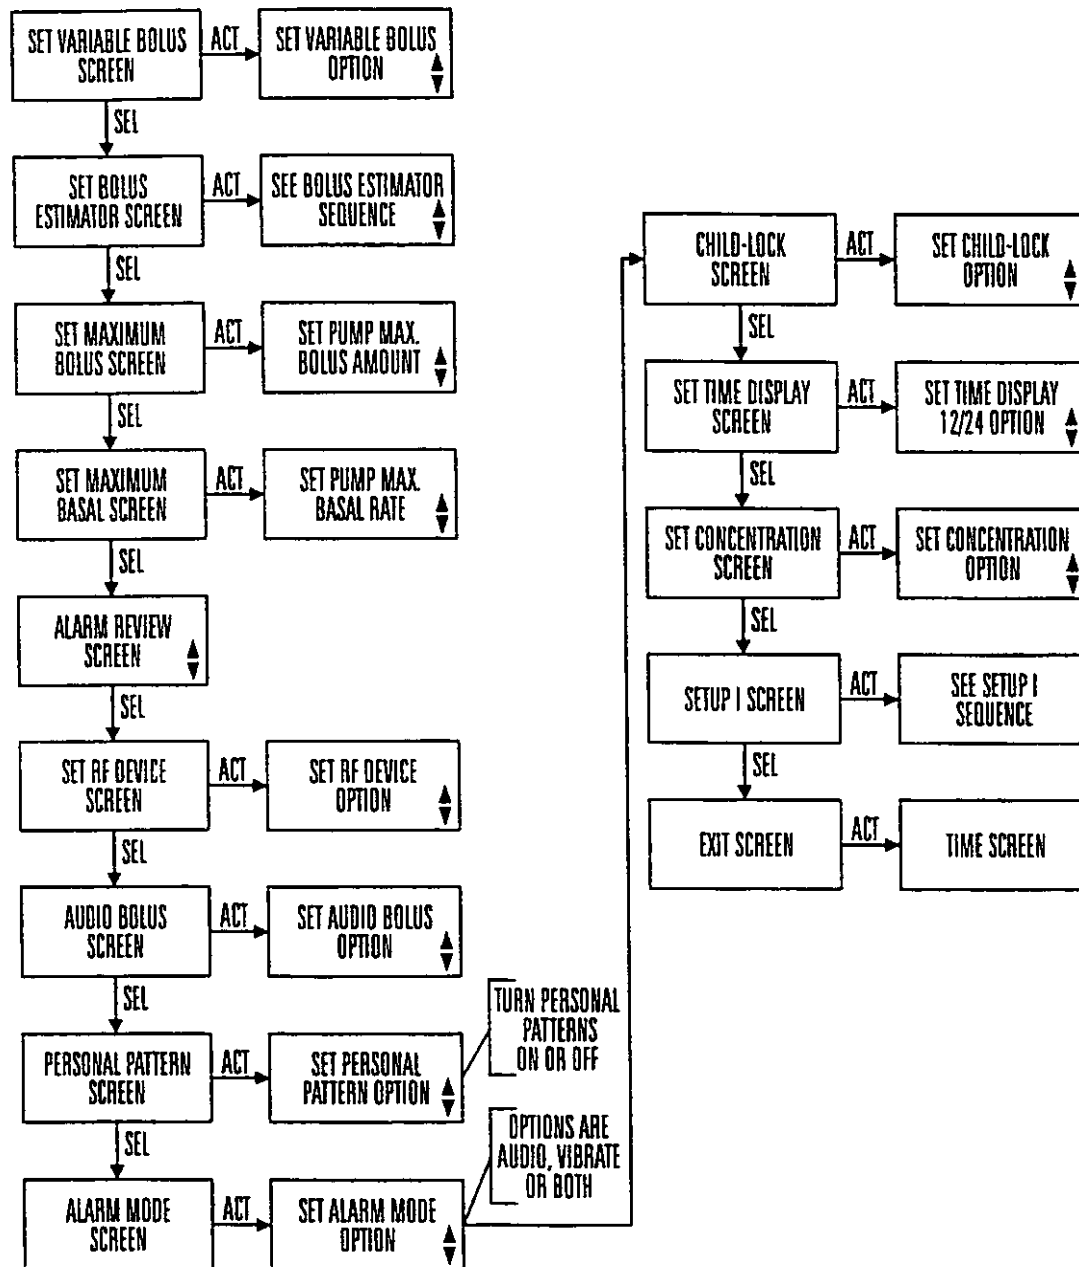 SET VARIABLE BOLUS
SCREEN
ACT
SET VARIABLE BOLUS
OPTION
SEL
SET BOLUS
ESTIMATOR SCREEN
ACT
SEE BOLUS ESTIMATOR
SEQUENCE
SEL
SET MAXIMUM
BOLUS SCREEN
ACT
SET PUMP MAX.
BOLUS AMOUNT
SEL
SET MAXIMUM
BASAL SCREEN
ACT
SET PUMP MAX.
BASAL RATE
SEL
ALARM REVIEW
SCREEN
SEL
SET RF DEVICE
SCREEN
ACT
SET RF DEVICE
OPTION
SEL
AUDIO BOLUS
SCREEN
ACT
SET AUDIO BOLUS
OPTION
SEL
PERSONAL PATTERN
SCREEN
ACT
SET PERSONAL
PATTERN OPTION
TURN PERSONAL
PATTERNS
ON OR OFF
SEL
ALARM MODE
SCREEN
ACT
SET ALARM MODE
OPTION
OPTIONS ARE
AUDIO, VIBRATE
OR BOTH
CHILD-LOCK
SCREEN
ACT
SET CHILD-LOCK
OPTION
SEL
SET TIME DISPLAY
SCREEN
ACT
SET TIME DISPLAY
12/24 OPTION
SEL
SET CONCENTRATION
SCREEN
ACT
SET CONCENTRATION
OPTION
SEL
SETUP I SCREEN
ACT
SEE SETUP I
SEQUENCE
SEL
EXIT SCREEN
ACT
TIME SCREEN